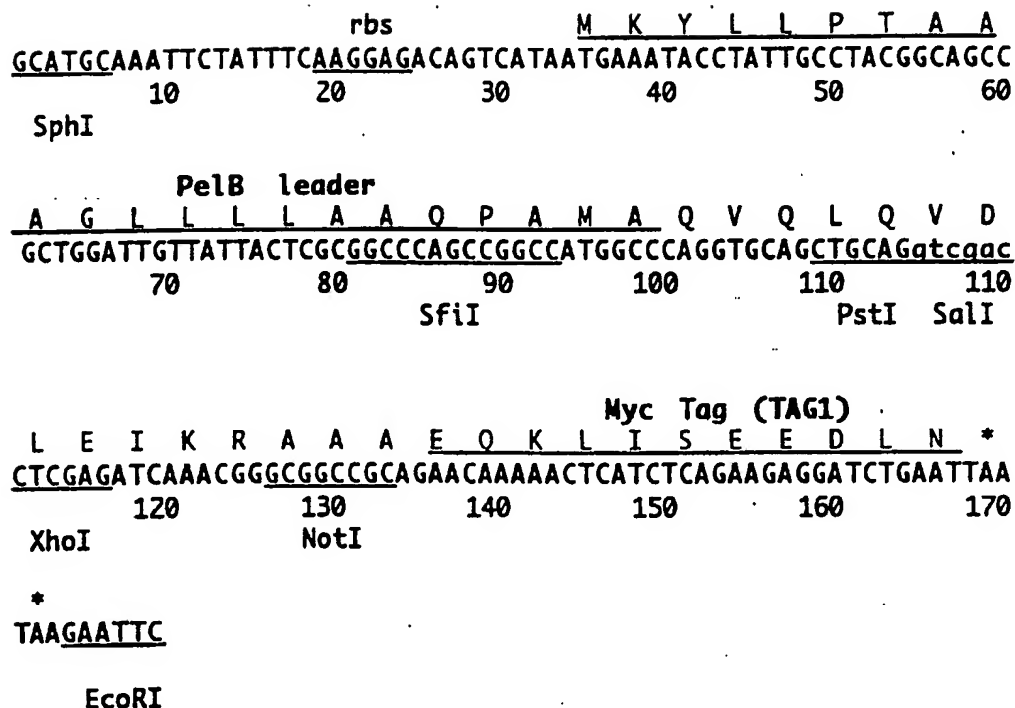 rbs M K Y L L P T A A
GCATGCAAATTCTATTTCAAGGAGACAGTCATAATGAAATACCTATTGCCTACGGCAGCC
10 20 30 40 50 60
SphI
PelB leader
A G L L L L A A Q P A M A Q V Q L Q V D
GCTGGATTGTTATTACTCGCGGCCCAGCCGGCCATGGCCCAGGTGCAGCTGCAGgtcgac
70 80 90 100 110 110
SfiI PstI SalI
Myc Tag (TAG1)
L E I K R A A A E Q K L I S E E D L N *
CTCGAGATCAAACGGGCGGCCGCAGAACAAAAACTCATCTCAGAAGAGGATCTGAATTAA
120 130 140 150 160 170
XhoI NotI
*
TAAGAATTC
EcoRI